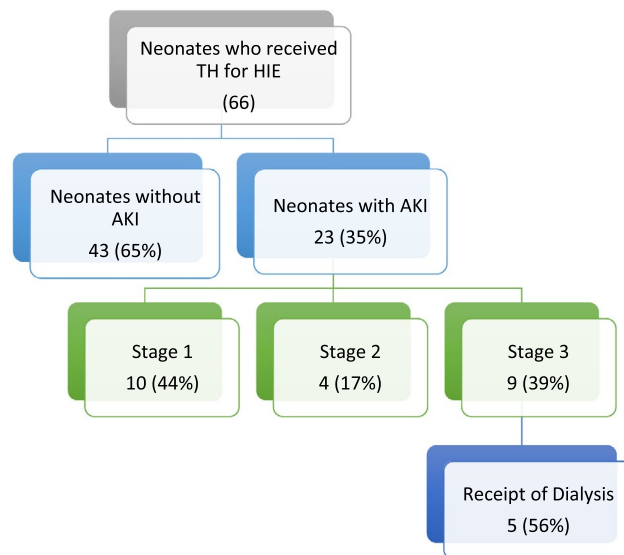 Neonates who received
TH for HIE
(66)
Neonates without
AKI
43 (65%)
Neonates with AKI
23 (35%)
Stage 1
10 (44%)
Stage 2
4 (17%)
Stage 3
9 (39%)
Receipt of Dialysis
5 (56%)